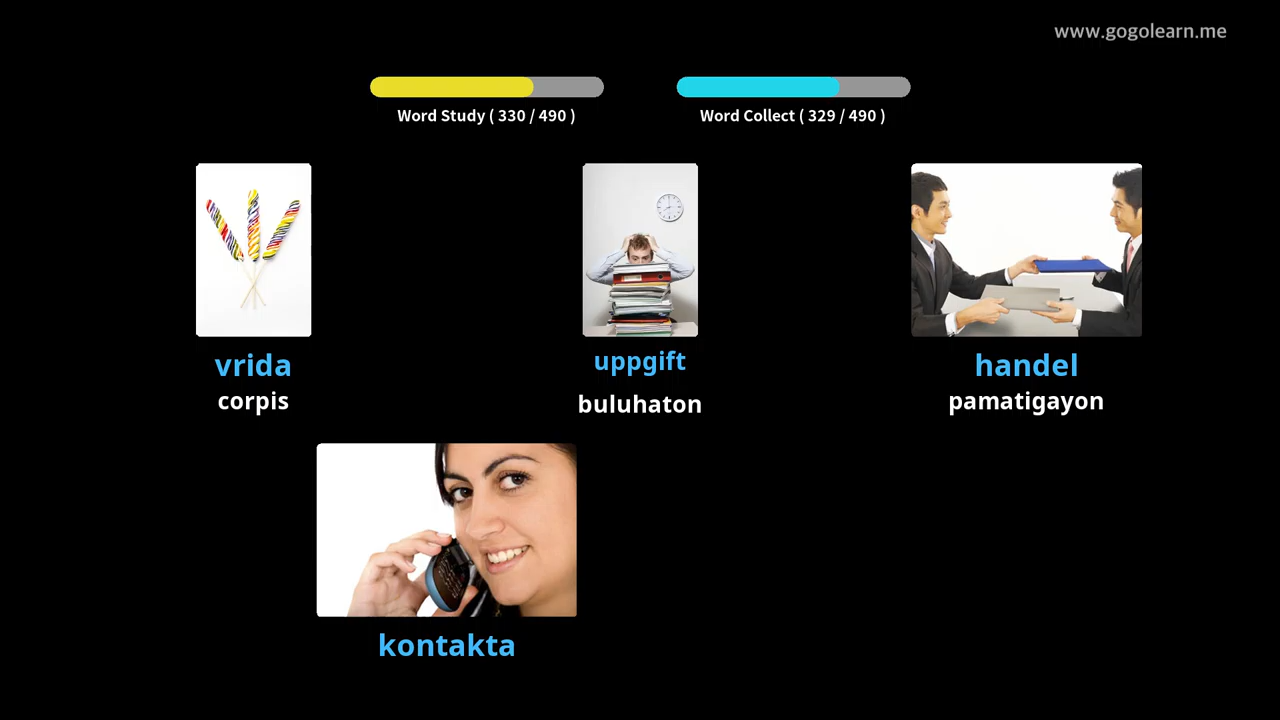 www.gogolearn.me
Word Study ( 330 / 490 )
Word Collect ( 329 / 490 )
vrida
corpis
uppgift
buluhaton
handel
pamatigayon
kontakta